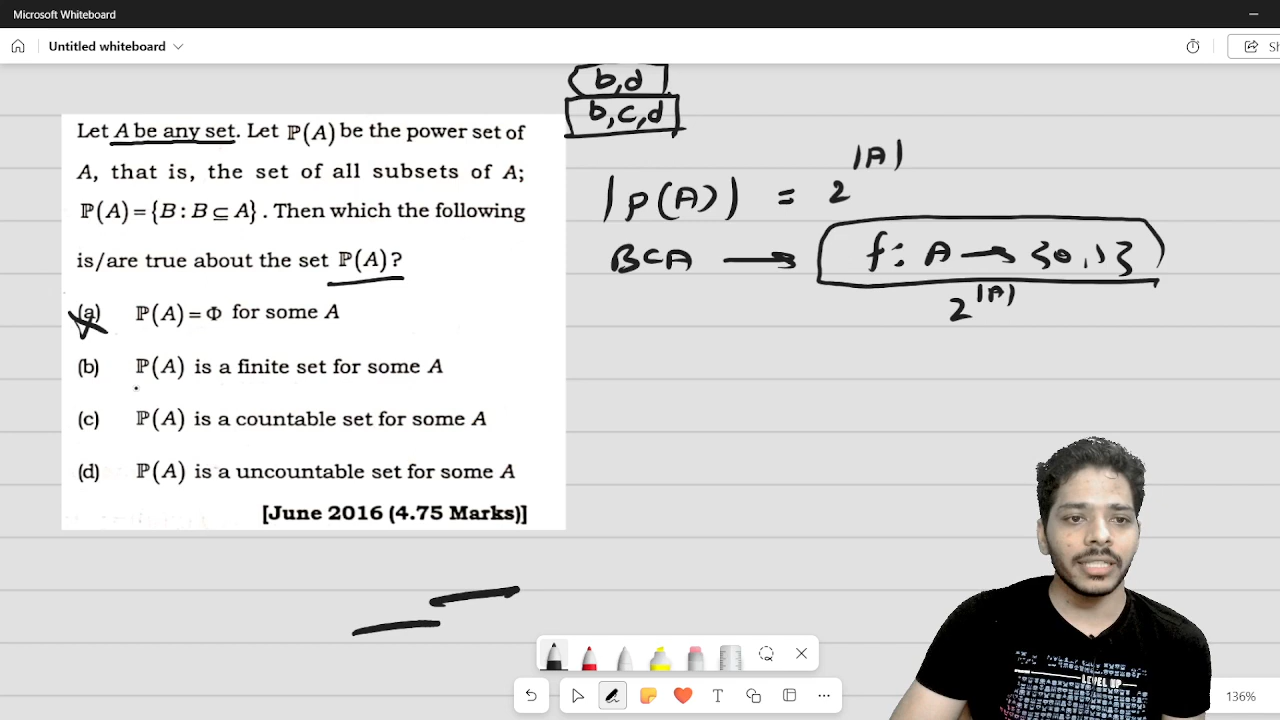 Microsoft Whiteboard
Untitled whiteboard
Sh
b,d
b,c,d
Let A be any set. Let ℙ(A) be the power set of
A, that is, the set of all subsets of A;
ℙ(A) = {B : B ⊆ A}. Then which the following
is/are true about the set ℙ(A)?
(a) ℙ(A) = Φ for some A
(b) ℙ(A) is a finite set for some A
(c) ℙ(A) is a countable set for some A
(d) ℙ(A) is a uncountable set for some A
[June 2016 (4.75 Marks)]
|P(A)| = 2^|A|
B⊂A → f: A → {0,1}
2^|A|
LEVEL UP
T
136%